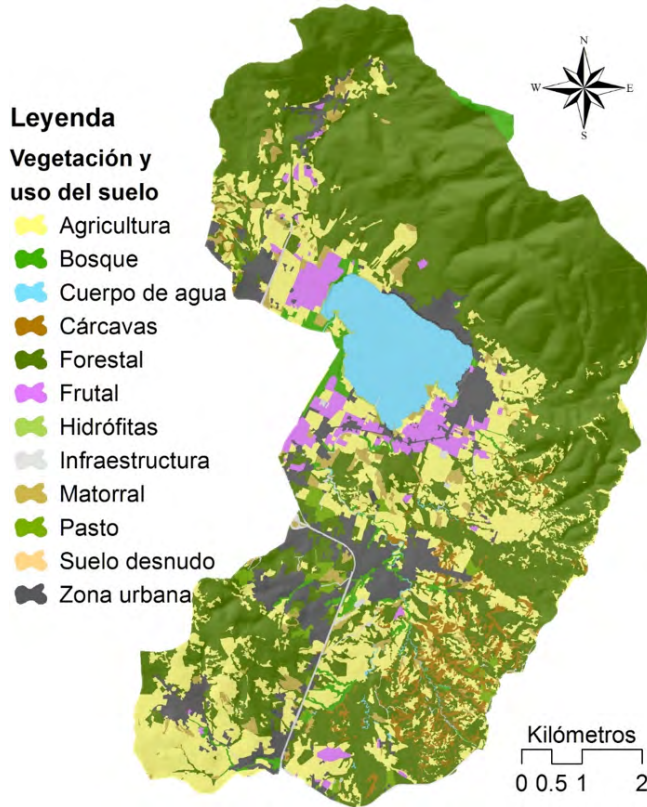 N
W
E
S
Leyenda
Vegetación y
uso del suelo
Agricultura
Bosque
Cuerpo de agua
Cárcavas
Forestal
Frutal
Hidrófitas
Infraestructura
Matorral
Pasto
Suelo desnudo
Zona urbana
Kilómetros
0 0.5 1 2